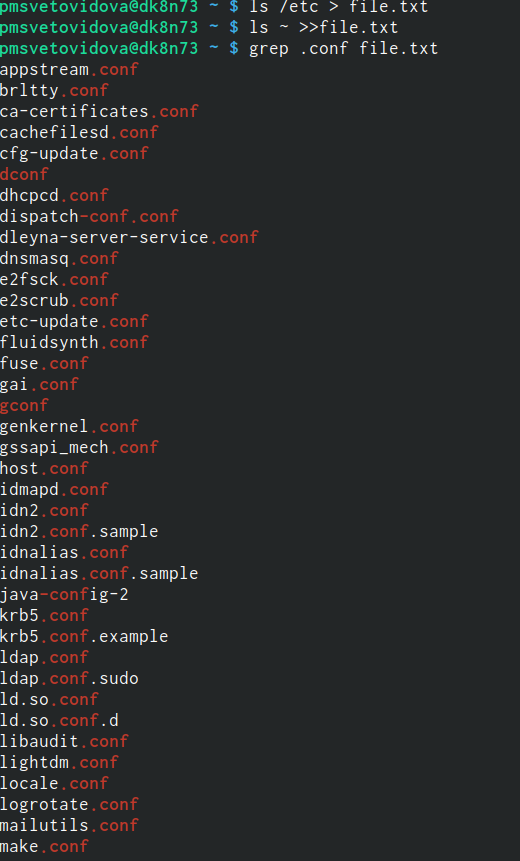 pmsvetovidova@dk8n73 ~ $ ls /etc > file.txt
pmsvetovidova@dk8n73 ~ $ ls ~ >>file.txt
pmsvetovidova@dk8n73 ~ $ grep .conf file.txt
appstream.conf
brltty.conf
ca-certificates.conf
cachefilesd.conf
cfg-update.conf
dconf
dhcpcd.conf
dispatch-conf.conf
dleyna-server-service.conf
dnsmasq.conf
e2fsck.conf
e2scrub.conf
etc-update.conf
fluidsynth.conf
fuse.conf
gai.conf
gconf
genkernel.conf
gssapi_mech.conf
host.conf
idmapd.conf
idn2.conf
idn2.conf.sample
idnalias.conf
idnalias.conf.sample
java-config-2
krb5.conf
krb5.conf.example
ldap.conf
ldap.conf.sudo
ld.so.conf
ld.so.conf.d
libaudit.conf
lightdm.conf
locale.conf
logrotate.conf
mailutils.conf
make.conf